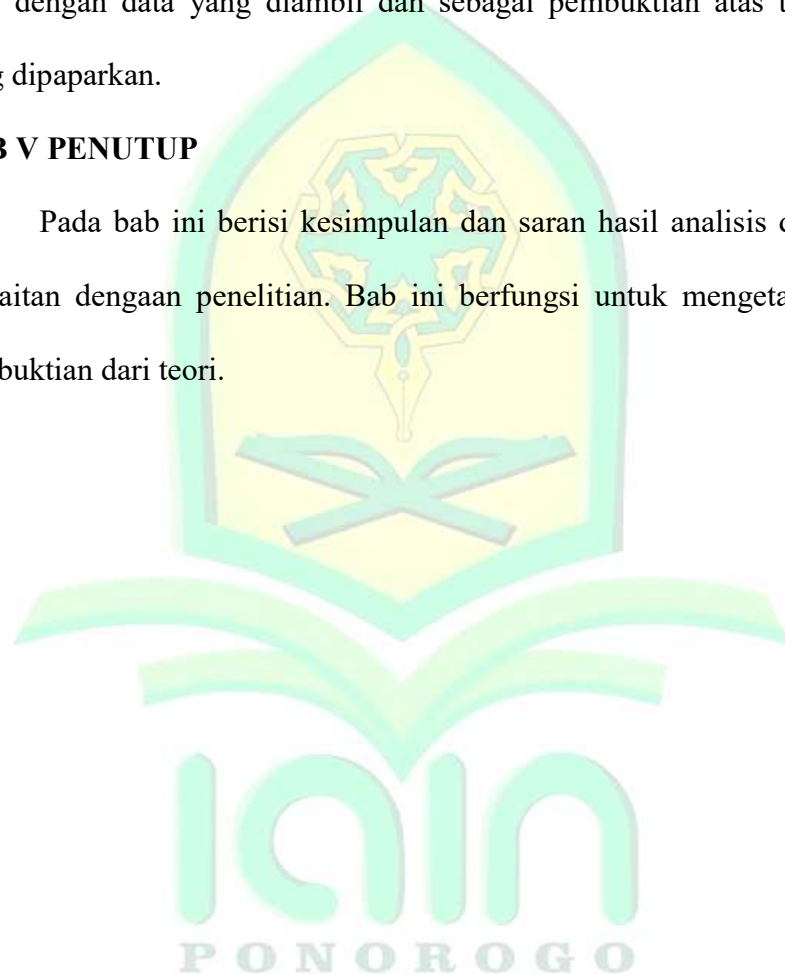 dengan data yang diambil dan sebagai pembuktian atas t
g dipaparkan.
B V PENUTUP
Pada bab ini berisi kesimpulan dan saran hasil analisis d
aitan dengaan penelitian. Bab ini berfungsi untuk mengeta
buktian dari teori.
iain
PONOROGO